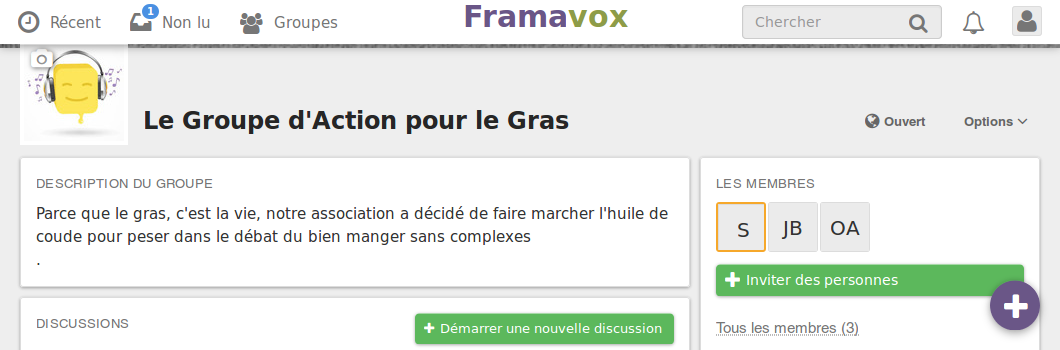 Récent
1
Non lu
Groupes
Framavox
Chercher
Le Groupe d'Action pour le Gras
Ouvert
Options
DESCRIPTION DU GROUPE
Parce que le gras, c'est la vie, notre association a décidé de faire marcher l'huile de
coude pour peser dans le débat du bien manger sans complexes
.
LES MEMBRES
S
JB
OA
Inviter des personnes
Tous les membres (3)
DISCUSSIONS
Démarrer une nouvelle discussion